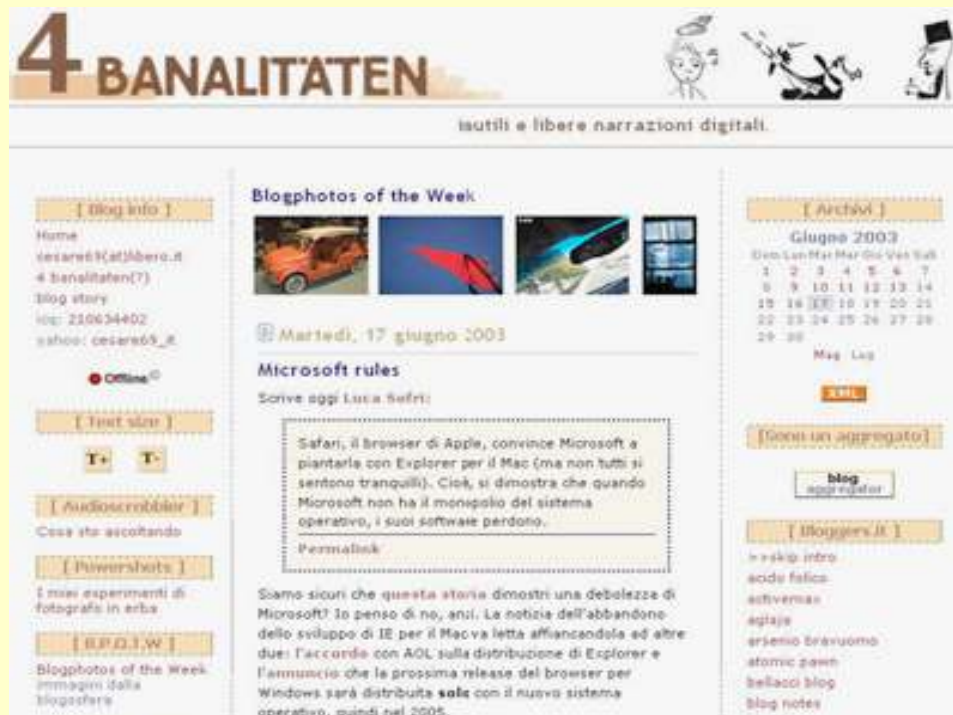 4 BANALITÄTEN
inutili e libere narrazioni digitali.
[ Blog info ]
Home
cesare69(at)libero.it
4 banalitaten(?)
blog story
icq: 210634402
yahoo: cesare69_it
Offline
[ Text size ]
T+ T-
[ Audioscrobbler ]
Cosa sto ascoltando
[ Powershots ]
I miei esperimenti di
fotografo in erba
[ B.P.O.T.W ]
Blogphotos of the Week
immagini dalla
blogosfera
Blogphotos of the Week
Martedì, 17 giugno 2003
Microsoft rules
Scrive oggi Luca Sofri:
Safari, il browser di Apple, convince Microsoft a
piantarla con Explorer per il Mac (ma non tutti si
sentono tranquilli). Cioè, si dimostra che quando
Microsoft non ha il monopolio del sistema
operativo, i suoi software perdono.
Permalink
Siamo sicuri che questa storia dimostri una debolezza di
Microsoft? Io penso di no, anzi. La notizia dell'abbandono
dello sviluppo di IE per il Mac va letta affiancandola ad altre
due: l'accordo con AOL sulla distribuzione di Explorer e
l'annuncio che la prossima release del browser per
Windows sarà distribuita solo con il nuovo sistema
operativo, quindi nel 2005.
[ Archivi ]
Giugno 2003
Dom Lun Mar Mer Gio Ven Sab
1 2 3 4 5 6 7
8 9 10 11 12 13 14
15 16 17 18 19 20 21
22 23 24 25 26 27 28
29 30
Mag Lug
XML
[Sono un aggregato]
blog
aggregator
[ Bloggers.it ]
>>skip intro
acido folico
activemax
aglaja
arsenio bravuomo
atomic pawn
bellacci blog
blog notes